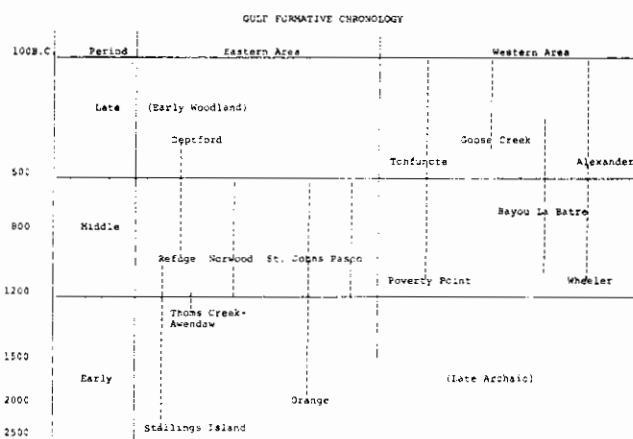 GULF FORMATIVE CHRONOLOGY
100B.C. Period Eastern Area Western Area
Late (Early Woodland)
Deptford Goose Creek
Tchfuncte Alexander
500
Bayou La Batre
800 Middle
Refuge Norwood St. Johns Pasco
Poverty Point Wheeler
1200
Thoms Creek-
Awendaw
1500
Early (Late Archaic)
2000 Orange
Stallings Island
2500